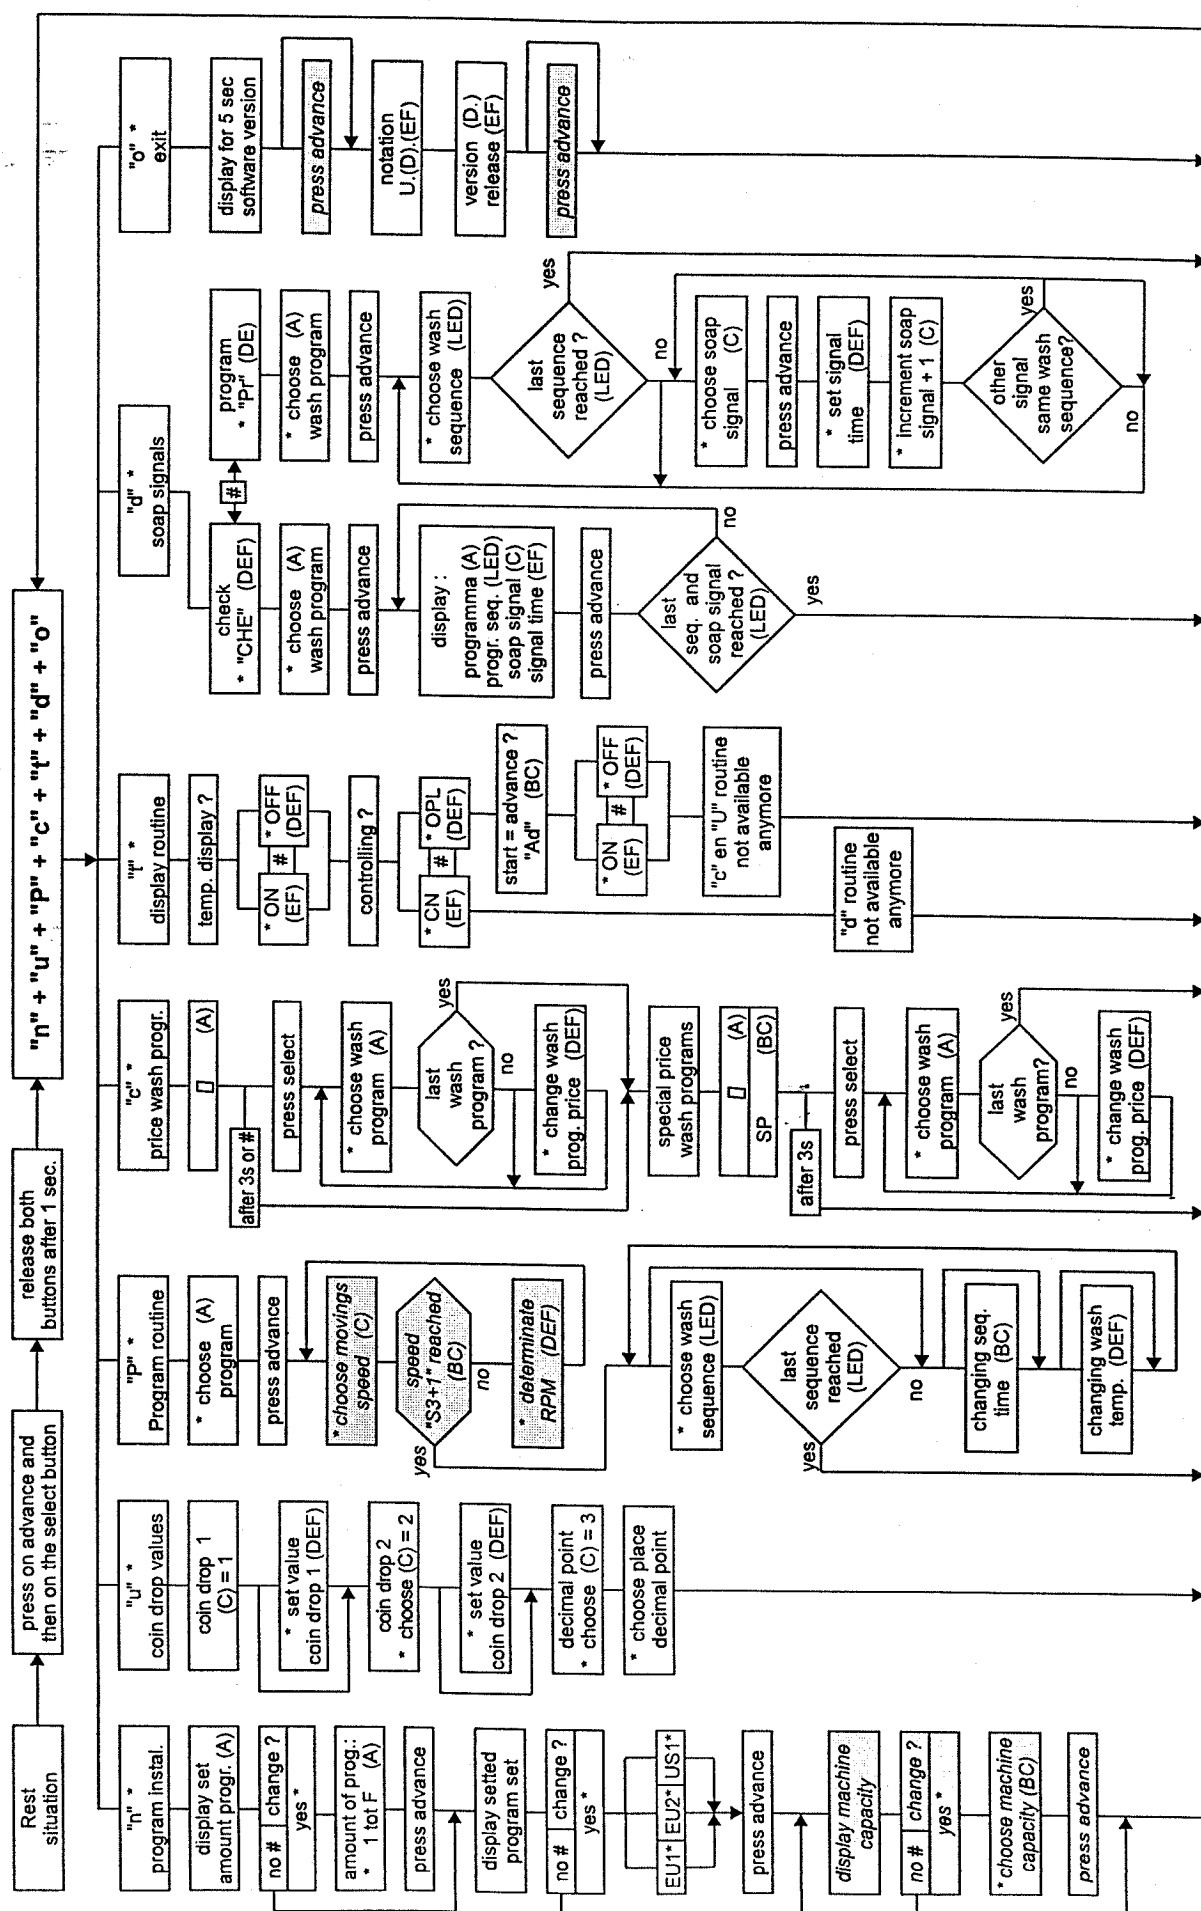 Rest
situation
press on advance and
then on the select button
release both
buttons after 1 sec.
"n" + "u" + "P" + "c" + "t" + "d" + "o"
"n" *
program instal.
display set
amount progr. (A)
no # change ?
yes *
amount of prog.:
* 1 tot F (A)
press advance
display setted
program set
no # change ?
yes *
EU1* EU2* US1*
press advance
display machine
capacity
no # change ?
yes *
* choose machine
capacity (BC)
press advance
"u" *
coin drop values
coin drop 1
(C) = 1
* set value
coin drop 1 (DEF)
coin drop 2
* choose (C) = 2
* set value
coin drop 2 (DEF)
decimal point
* choose (C) = 3
* choose place
decimal point
"P" *
Program routine
* choose (A)
program
press advance
* choose movings
speed (C)
speed
"S3+1" reached
(BC)
yes
no
* determinate
RPM (DEF)
* choose wash
sequence (LED)
last
sequence
reached
(LED)
yes
no
changing seq.
time (BC)
changing wash
temp. (DEF)
"c" *
price wash progr.
▯ (A)
after 3s or #
press select
* choose wash
program (A)
last
wash
program ?
yes
no
* change wash
prog. price (DEF)
special price
wash programs
▯ (A)
SP (BC)
after 3s
press select
* choose wash
program (A)
last
wash
program?
yes
no
* change wash
prog. price (DEF)
"t" *
display routine
temp. display ?
* ON
(EF)
#
* OFF
(DEF)
controlling ?
* CN
(EF)
#
* OPL
(DEF)
start = advance ?
"Ad" (BC)
* ON
(EF)
#
* OFF
(DEF)
"c" en "U" routine
not available
anymore
"d" routine
not available
anymore
"d" *
soap signals
check
* "CHE" (DEF)
#
program
* "Pr" (DE)
* choose (A)
wash program
press advance
display :
programma (A)
progr. seq. (LED)
soap signal (C)
signal time (EF)
press advance
last
seq. and
soap signal
reached ?
(LED)
no
yes
* choose (A)
wash program
press advance
* choose wash
sequence (LED)
last
sequence
reached ?
(LED)
yes
no
* choose soap
signal (C)
press advance
* set signal
time (DEF)
* increment soap
signal + 1 (C)
other
signal
same wash
sequence?
yes
no
"o" *
exit
display for 5 sec
software version
press advance
notation
U.(D).(EF)
version (D.)
release (EF)
press advance